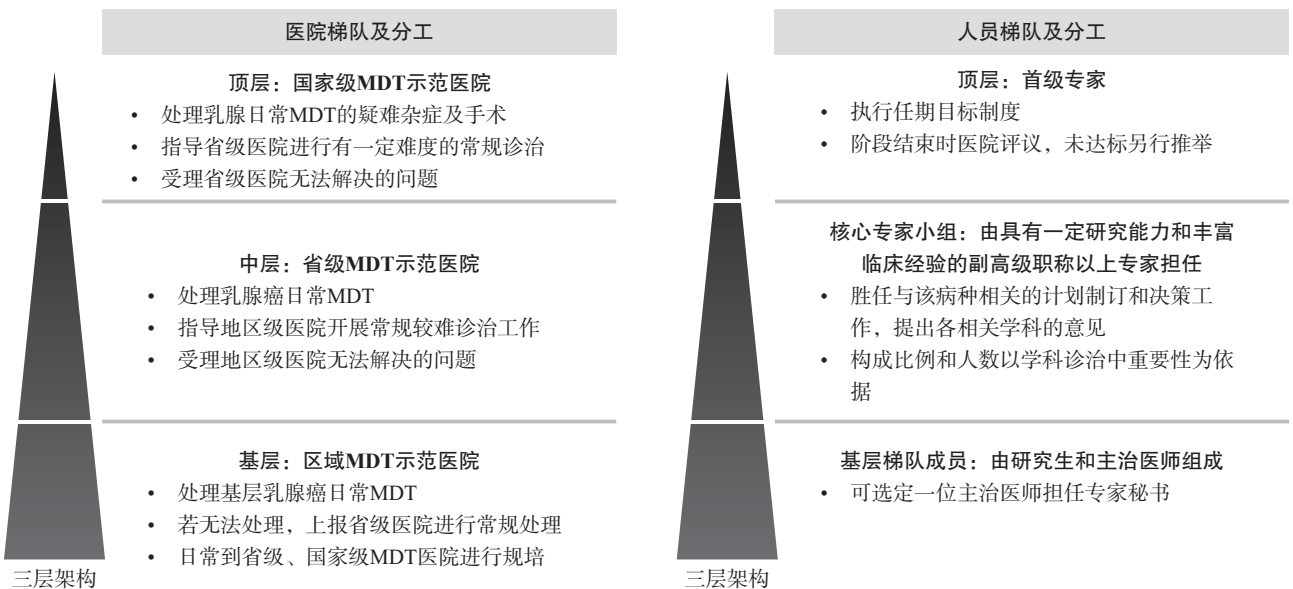 医院梯队及分工
顶层：国家级MDT示范医院
• 处理乳腺日常MDT的疑难杂症及手术
• 指导省级医院进行有一定难度的常规诊治
• 受理省级医院无法解决的问题
中层：省级MDT示范医院
• 处理乳腺癌日常MDT
• 指导地区级医院开展常规较难诊治工作
• 受理地区级医院无法解决的问题
基层：区域MDT示范医院
• 处理基层乳腺癌日常MDT
• 若无法处理，上报省级医院进行常规处理
• 日常到省级、国家级MDT医院进行规培
三层架构
人员梯队及分工
顶层：首级专家
• 执行任期目标制度
• 阶段结束时医院评议，未达标另行推举
核心专家小组：由具有一定研究能力和丰富
临床经验的副高级职称以上专家担任
• 胜任与该病种相关的计划制订和决策工
作，提出各相关学科的意见
• 构成比例和人数以学科诊治中重要性为依
据
基层梯队成员：由研究生和主治医师组成
• 可选定一位主治医师担任专家秘书
三层架构